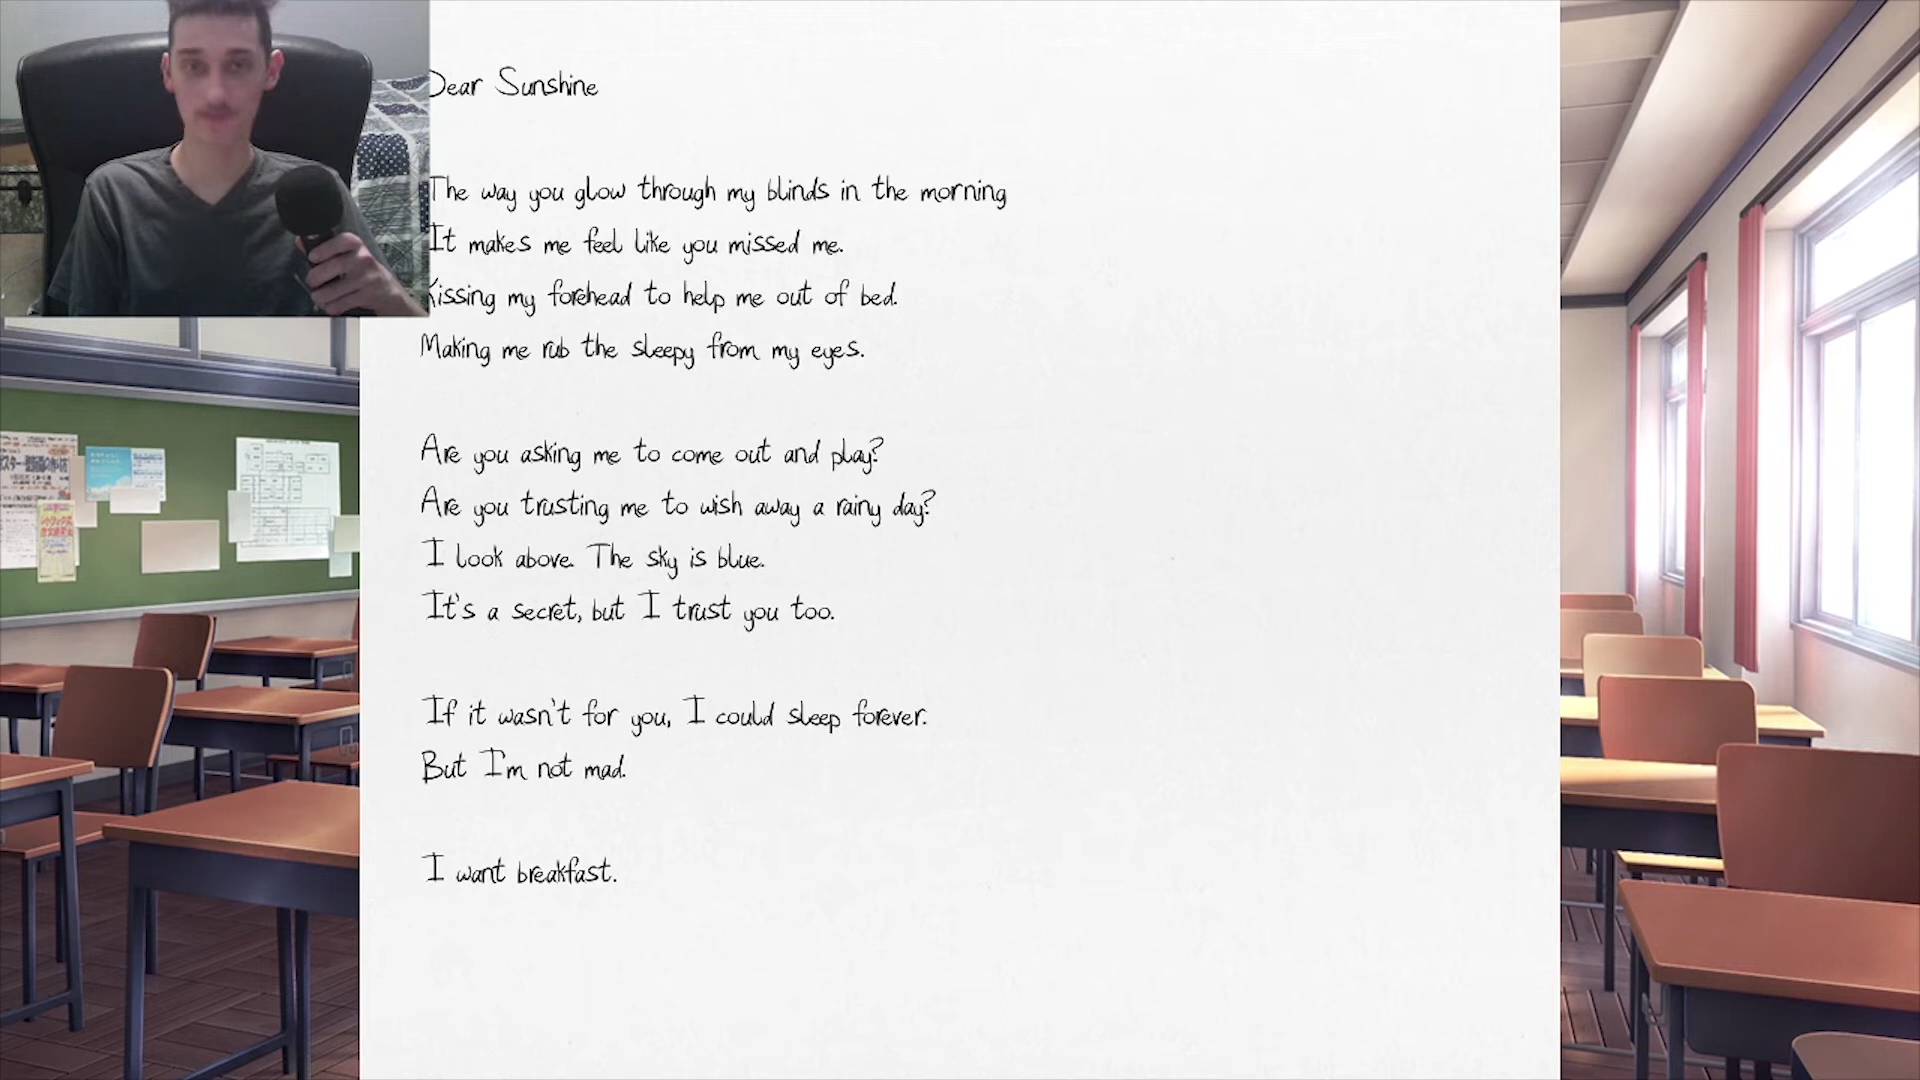 Dear Sunshine
The way you glow through my blinds in the morning
It makes me feel like you missed me.
Kissing my forehead to help me out of bed.
Making me rub the sleepy from my eyes.
Are you asking me to come out and play?
Are you trusting me to wish away a rainy day?
I look above. The sky is blue.
It's a secret, but I trust you too.
If it wasn't for you, I could sleep forever.
But I'm not mad.
I want breakfast.